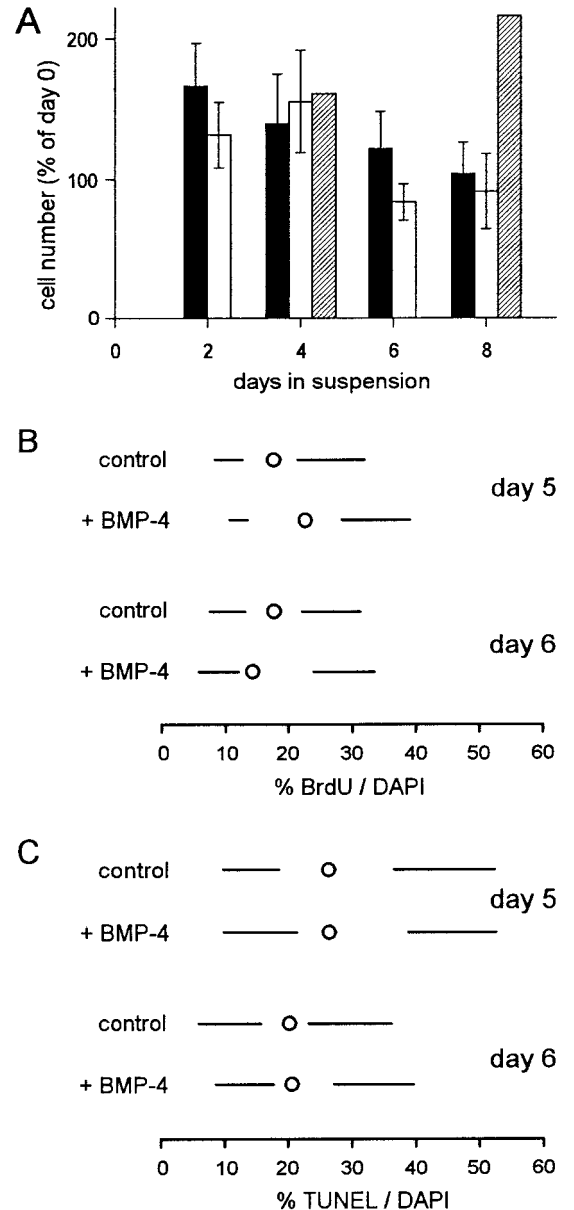 A
cell number (% of day 0)
200
100
0
0 2 4 6 8
days in suspension
B
control
+ BMP-4
day 5
control
+ BMP-4
day 6
0 10 20 30 40 50 60
% BrdU / DAPI
C
control
+ BMP-4
day 5
control
+ BMP-4
day 6
0 10 20 30 40 50 60
% TUNEL / DAPI